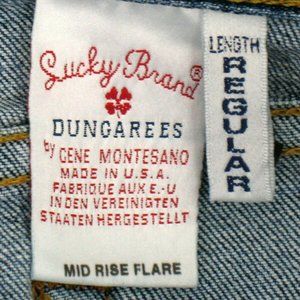 Lucky Brand®
DUNGAREES
by GENE MONTESANO
MADE IN U.S.A.
FABRIQUE AUX E.-U
IN DEN VEREINIGTEN
STAATEN HERGESTELLT
MID RISE FLARE
LENGTH
REGULAR